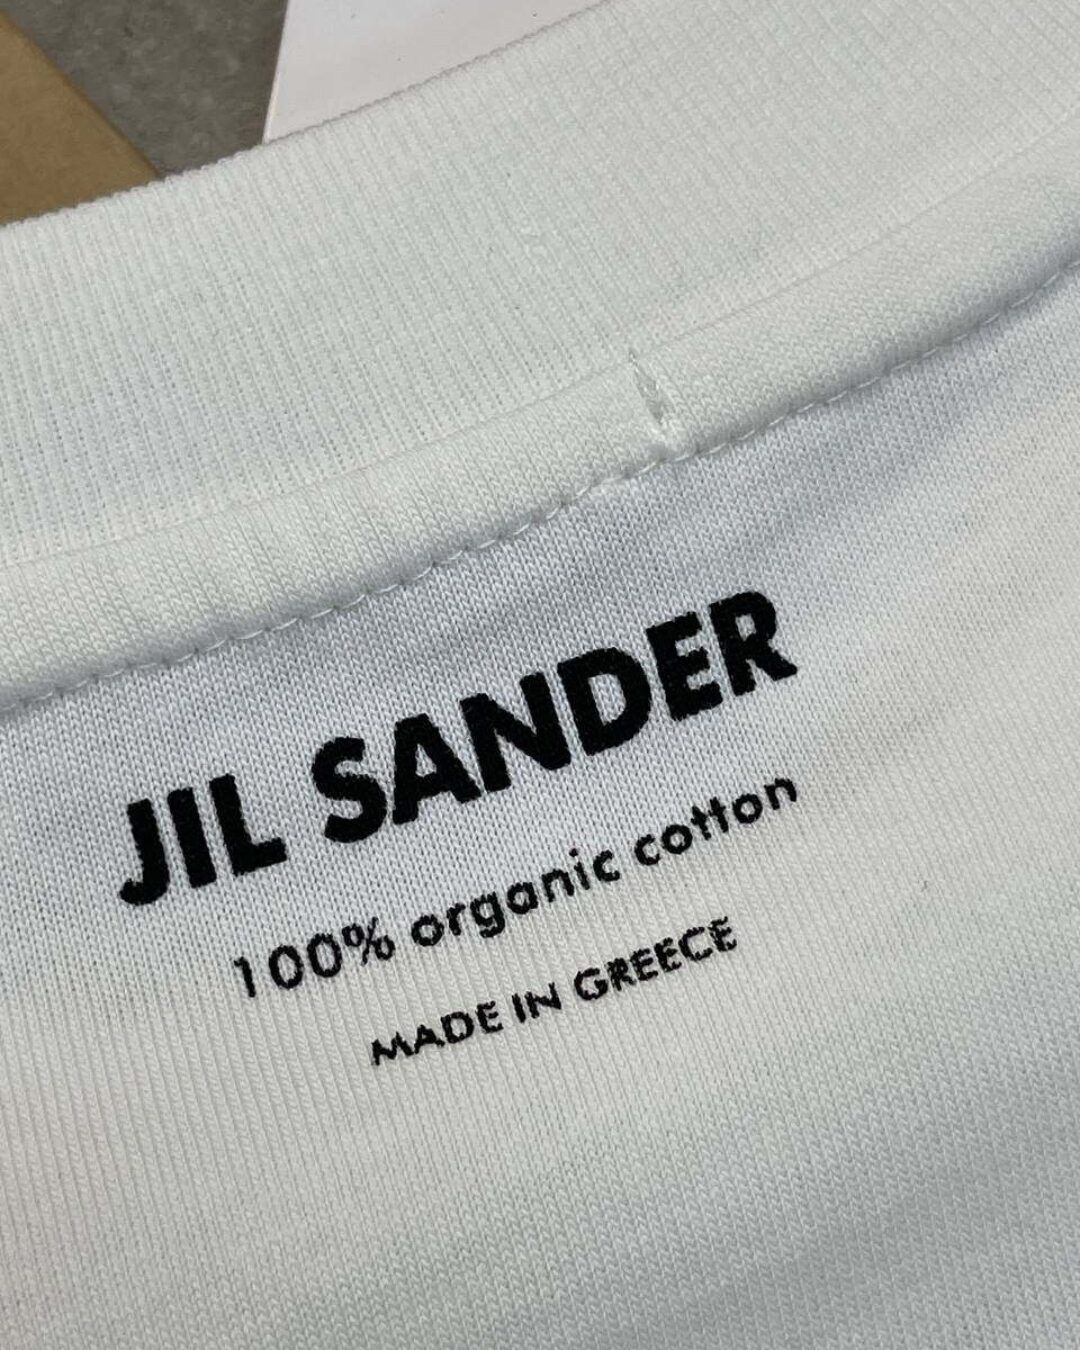 JIL SANDER
100% organic cotton
MADE IN GREECE